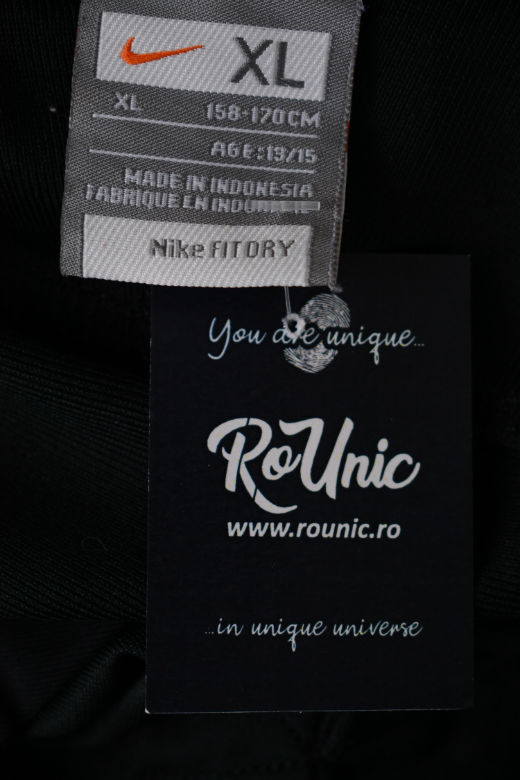 XL
XL 158-170CM
AGE:13/15
MADE IN INDONESIA
FABRIQUE EN
Nike FIT DRY
You are unique...
RoUnic
www.rounic.ro
...in unique universe